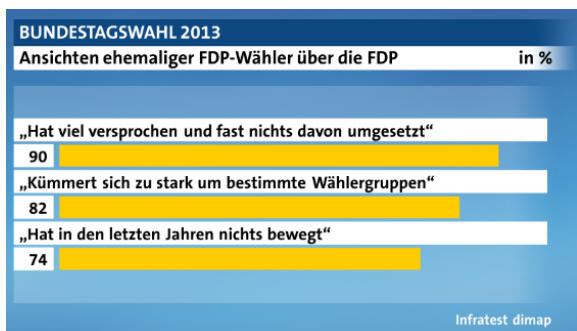 BUNDESTAGSWAHL 2013
Ansichten ehemaliger FDP-Wähler über die FDP in %
„Hat viel versprochen und fast nichts davon umgesetzt“
90
„Kümmert sich zu stark um bestimmte Wählergruppen“
82
„Hat in den letzten Jahren nichts bewegt“
74
Infratest dimap